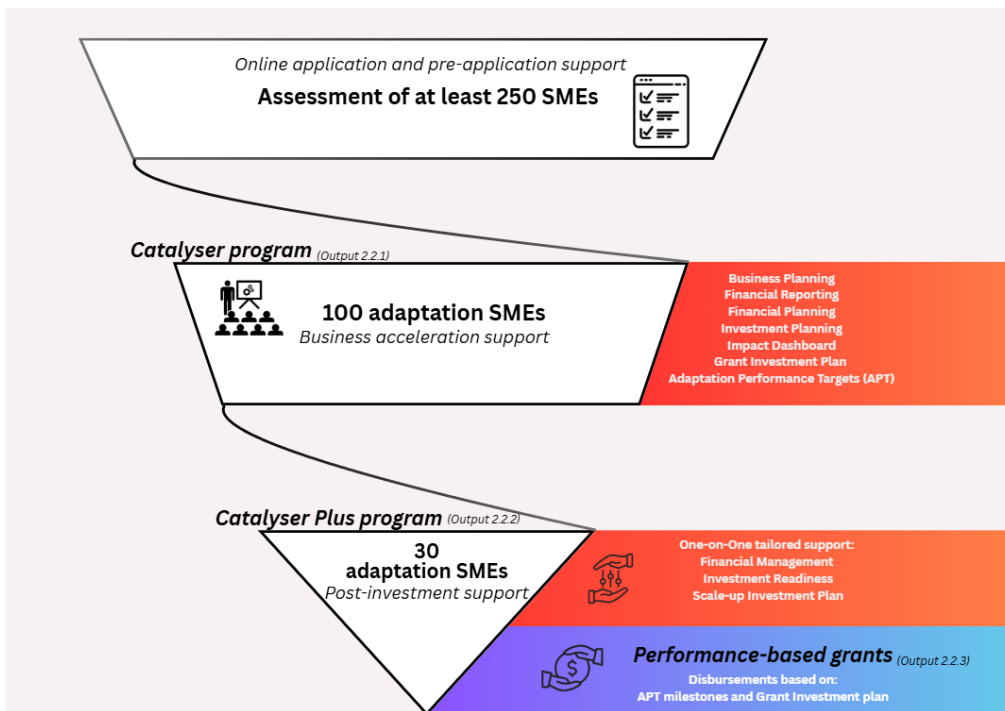 Online application and pre-application support
Assessment of at least 250 SMEs
Catalyser program (Output 2.2.1)
100 adaptation SMEs
Business acceleration support
Business Planning
Financial Reporting
Financial Planning
Investment Planning
Impact Dashboard
Grant Investment Plan
Adaptation Performance Targets (APT)
Catalyser Plus program (Output 2.2.2)
30
adaptation SMEs
Post-investment support
One-on-One tailored support:
Financial Management
Investment Readiness
Scale-up Investment Plan
$
Performance-based grants (Output 2.2.3)
Disbursements based on:
APT milestones and Grant Investment plan